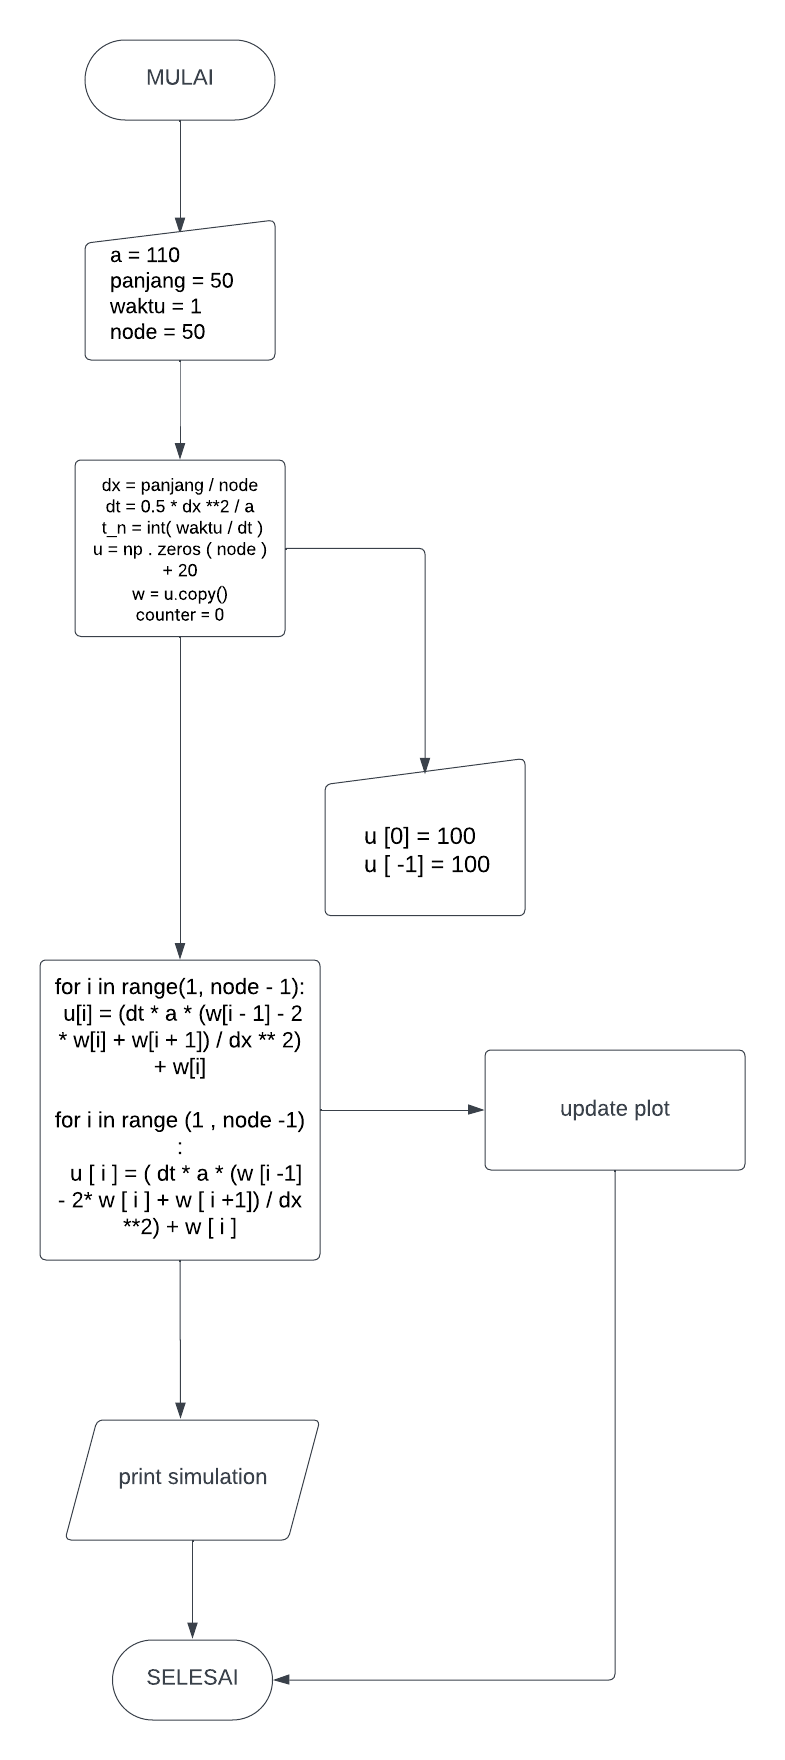 MULAI
a = 110
panjang = 50
waktu = 1
node = 50
dx = panjang / node
dt = 0.5 * dx **2 / a
t_n = int( waktu / dt )
u = np . zeros ( node )
+ 20
w = u.copy()
counter = 0
u [0] = 100
u [ -1] = 100
for i in range(1, node - 1):
u[i] = (dt * a * (w[i - 1] - 2
* w[i] + w[i + 1]) / dx ** 2)
+ w[i]
for i in range (1 , node -1)
:
u [ i ] = ( dt * a * (w [i -1]
- 2* w [ i ] + w [ i +1]) / dx
**2) + w [ i ]
update plot
print simulation
SELESAI